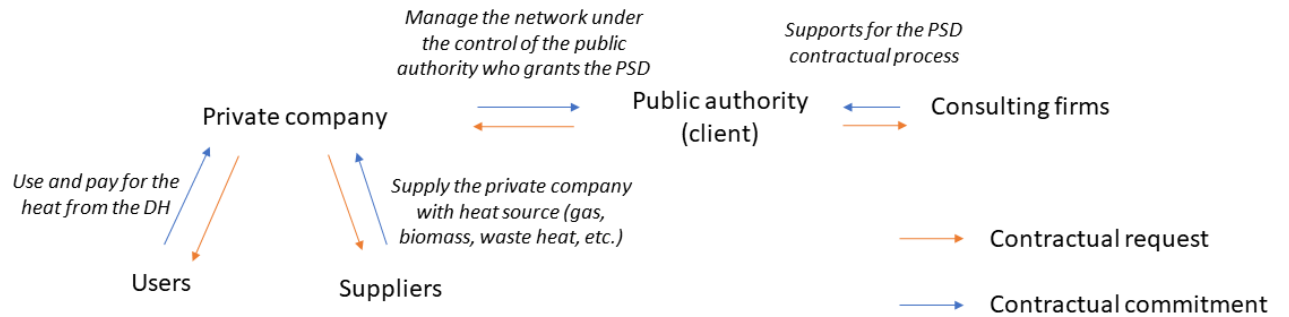 Manage the network under
the control of the public
authority who grants the PSD
Supports for the PSD
contractual process
Private company
Public authority
(client)
Consulting firms
Use and pay for the
heat from the DH
Supply the private company
with heat source (gas,
biomass, waste heat, etc.)
Users
Suppliers
Contractual request
Contractual commitment